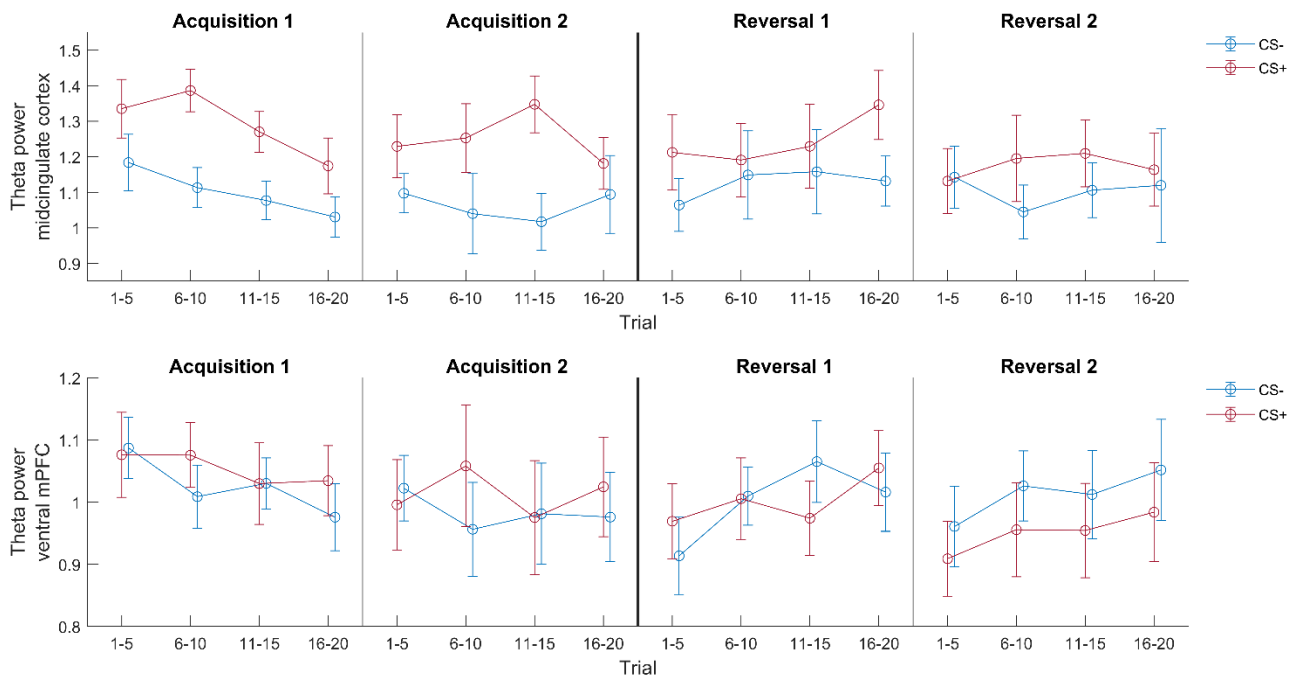 Acquisition 1 Acquisition 2 Reversal 1 Reversal 2
Theta power
midcingulate cortex
1.5
1.4
1.3
1.2
1.1
1
0.9
1-5 6-10 11-15 16-20 1-5 6-10 11-15 16-20 1-5 6-10 11-15 16-20 1-5 6-10 11-15 16-20
Trial
CS-
CS+
Acquisition 1 Acquisition 2 Reversal 1 Reversal 2
Theta power
ventral mPFC
1.2
1.1
1
0.9
0.8
1-5 6-10 11-15 16-20 1-5 6-10 11-15 16-20 1-5 6-10 11-15 16-20 1-5 6-10 11-15 16-20
Trial
CS-
CS+